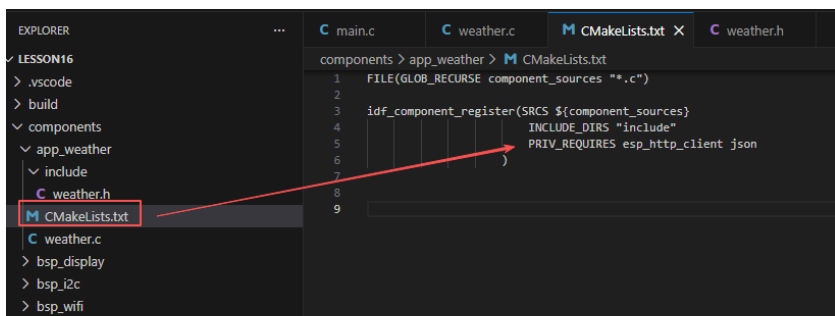 EXPLORER
···
LESSON16
.vscode
build
components
app_weather
include
C weather.h
M CMakeLists.txt
C weather.c
bsp_display
bsp_i2c
bsp_wifi
C main.c
C weather.c
M CMakeLists.txt ×
C weather.h
components > app_weather > M CMakeLists.txt
1 FILE(GLOB_RECURSE component_sources "*.c")
2
3 idf_component_register(SRCS ${component_sources}
4 INCLUDE_DIRS "include"
5 PRIV_REQUIRES esp_http_client json
6 )
7
8
9